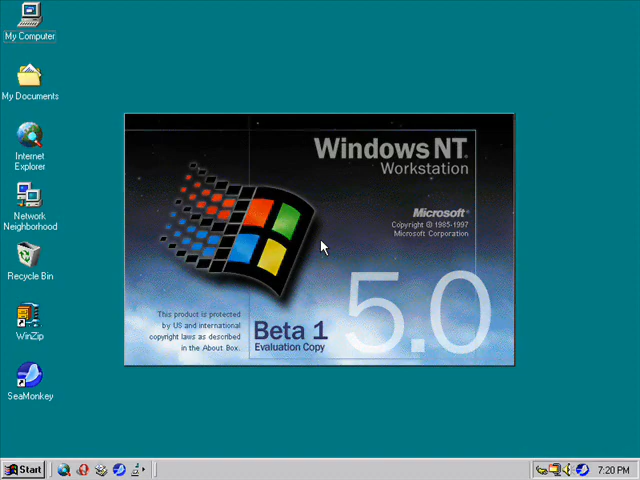 My Computer
My Documents
Internet
Explorer
Network
Neighborhood
Recycle Bin
WinZip
SeaMonkey
Windows NT
Workstation
Microsoft
Copyright © 1985-1997
Microsoft Corporation
5.0
This product is protected
by US and international
copyright laws as described
in the About Box.
Beta 1
Evaluation Copy
Start
7:20 PM